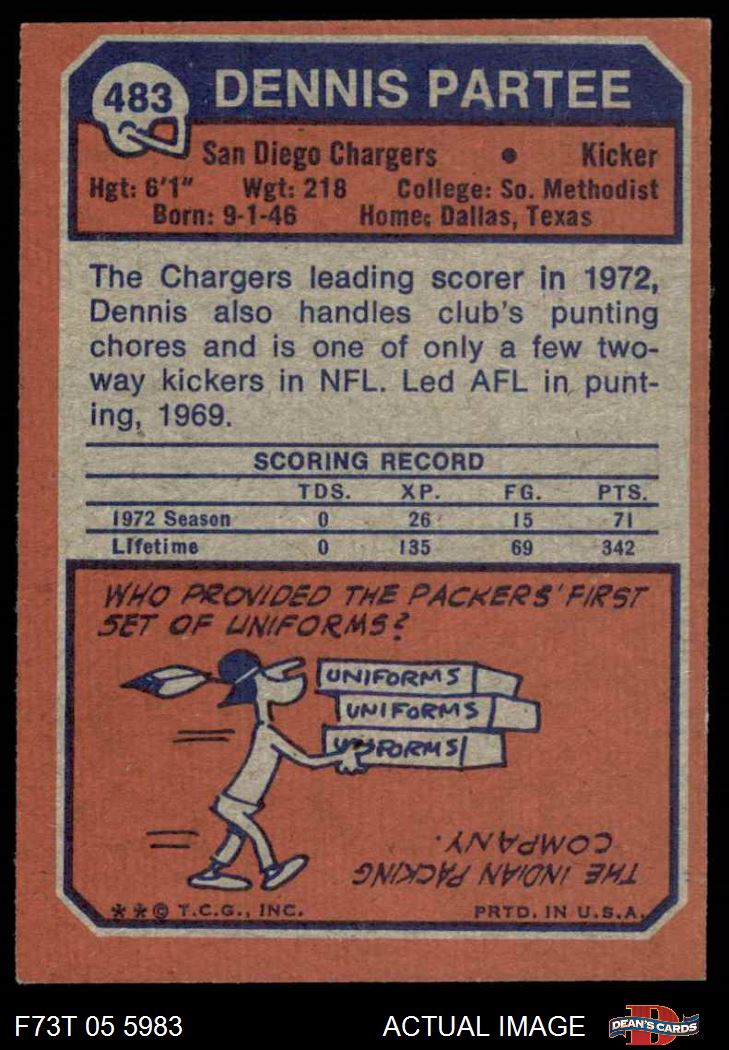 483
DENNIS PARTEE
San Diego Chargers • Kicker
Hgt: 6'1" Wgt: 218 College: So. Methodist
Born: 9-1-46 Home: Dallas, Texas
The Chargers leading scorer in 1972,
Dennis also handles club's punting
chores and is one of only a few two-
way kickers in NFL. Led AFL in punt-
ing, 1969.
SCORING RECORD
TDS. XP. FG. PTS.
1972 Season 0 26 15 71
Lifetime 0 135 69 342
WHO PROVIDED THE PACKERS' FIRST
SET OF UNIFORMS?
UNIFORMS
UNIFORMS
UNIFORMS
THE INDIAN PACKING
COMPANY.
**© T.C.G., INC. PRTD. IN U.S.A.
F73T 05 5983 ACTUAL IMAGE DEAN'S CARDS